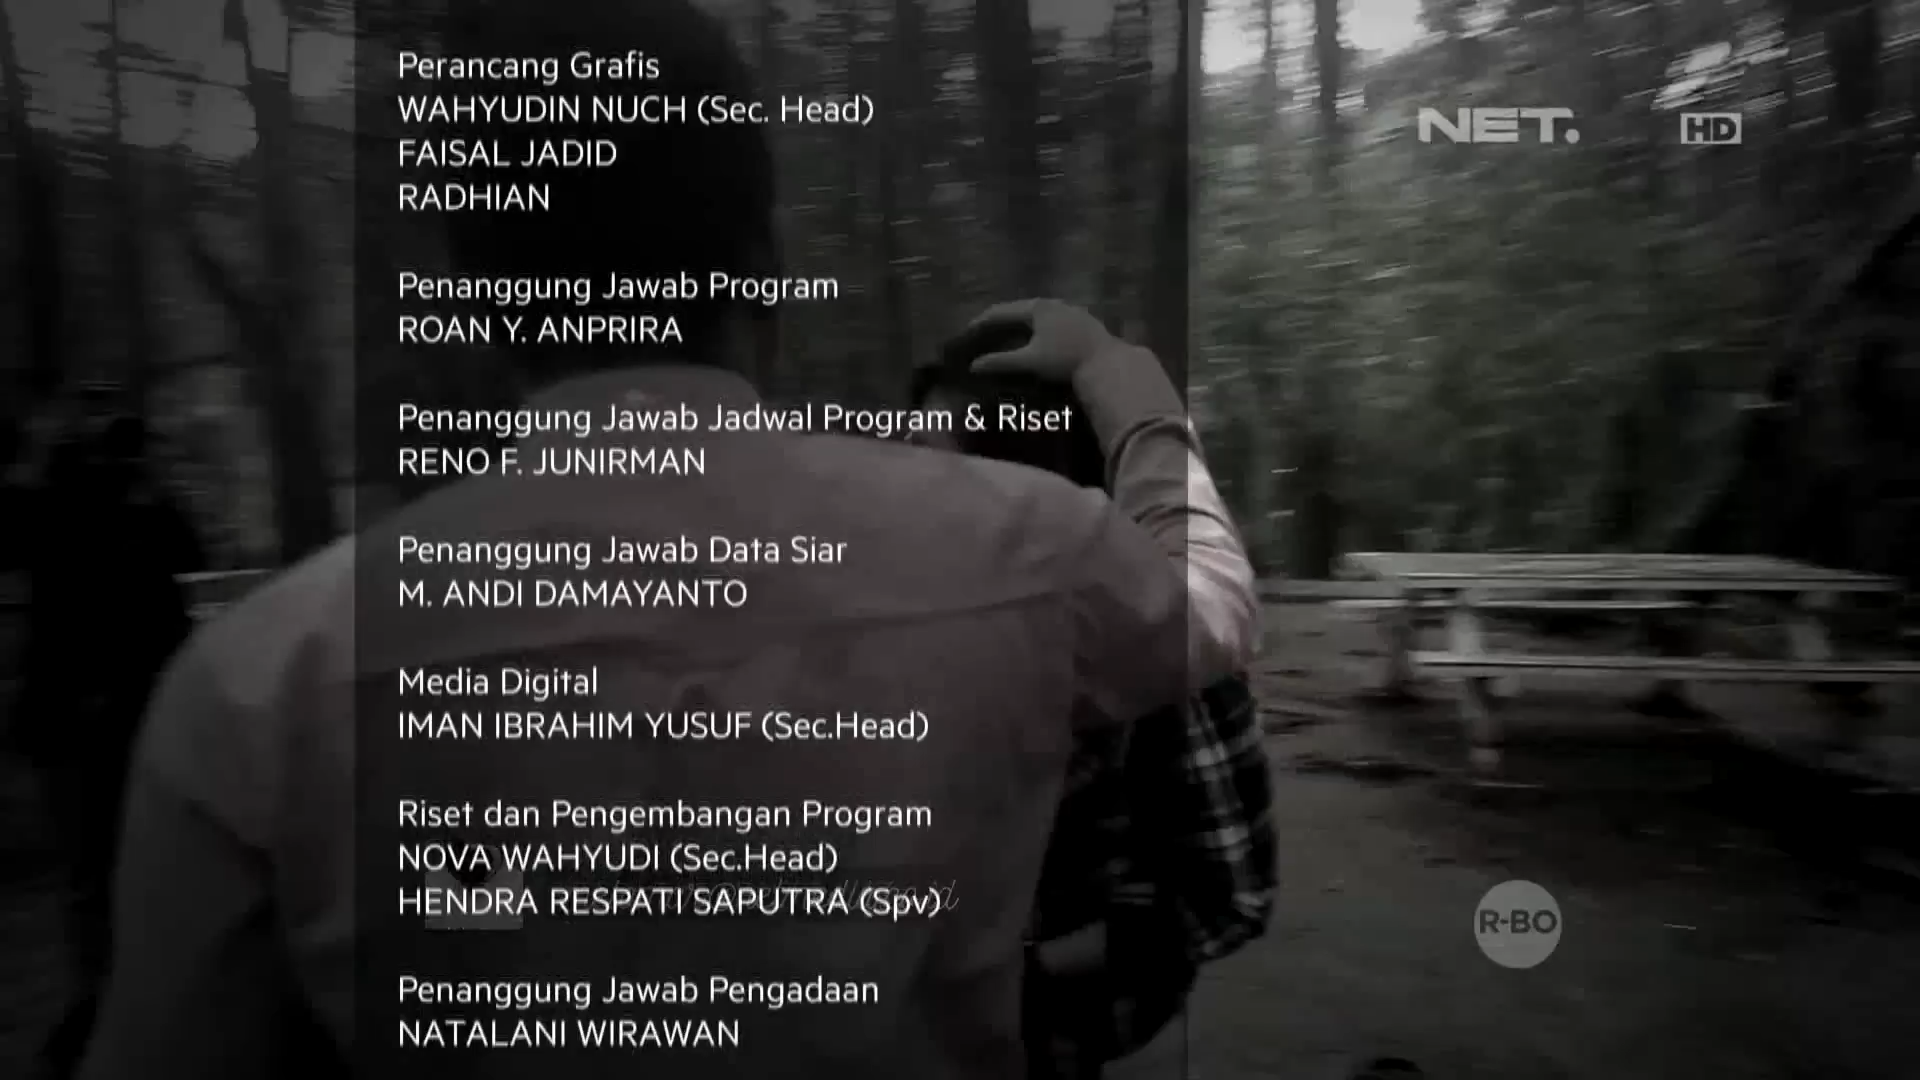 Perancang Grafis
WAHYUDIN NUCH (Sec. Head)
FAISAL JADID
RADHIAN
NET.
HD
Penanggung Jawab Program
ROAN Y. ANPRIRA
Penanggung Jawab Jadwal Program & Riset
RENO F. JUNIRMAN
Penanggung Jawab Data Siar
M. ANDI DAMAYANTO
Media Digital
IMAN IBRAHIM YUSUF (Sec.Head)
Riset dan Pengembangan Program
NOVA WAHYUDI (Sec.Head)
HENDRA RESPATI SAPUTRA (Spv)
R-BO
Penanggung Jawab Pengadaan
NATALANI WIRAWAN